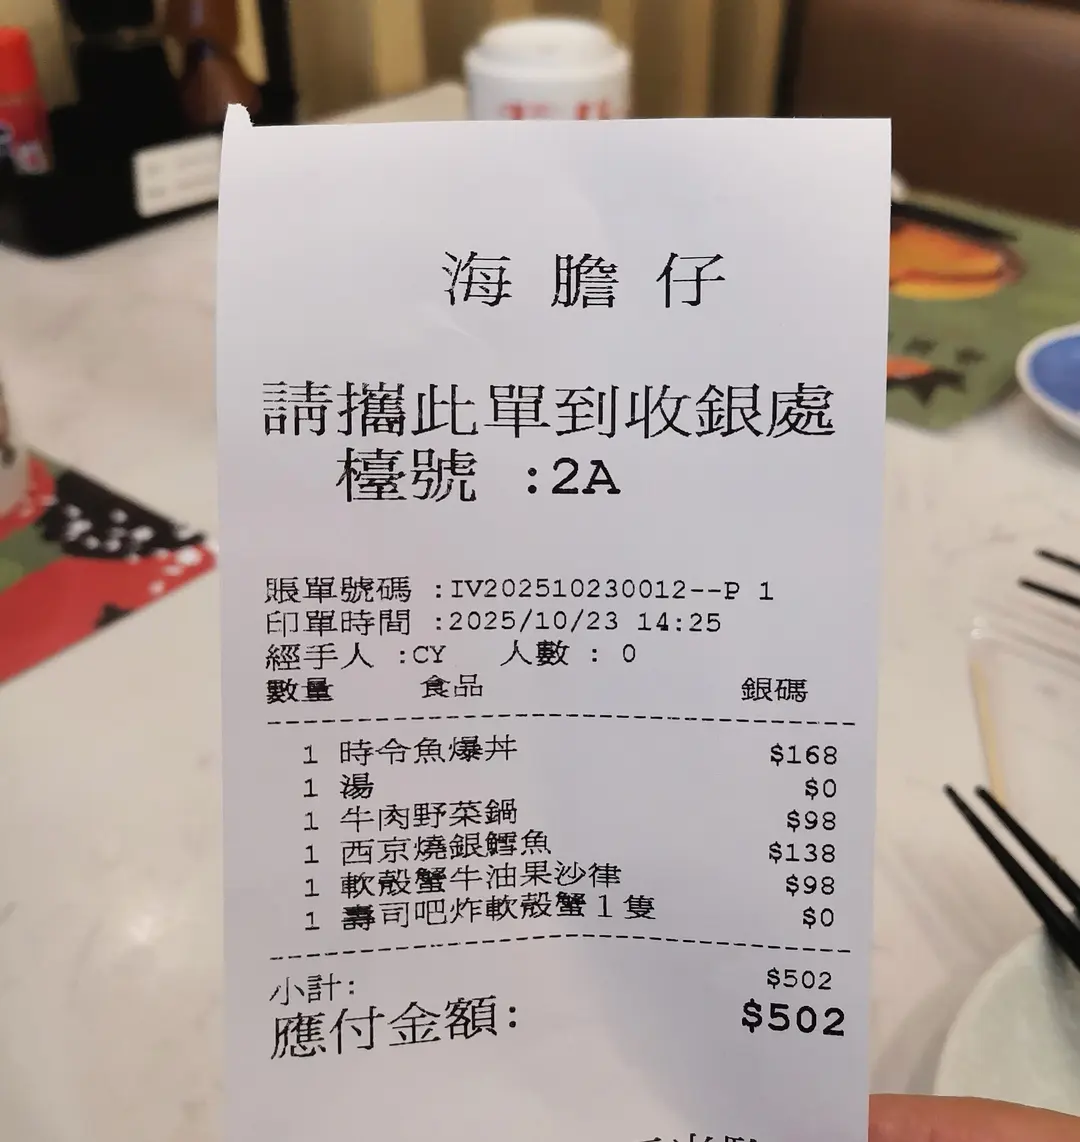 海膽仔
請攜此單到收銀處
檯號 :2A
賬單號碼 :IV202510230012--P 1
印單時間 :2025/10/23 14:25
經手人 :CY 人數 : 0
數量 食品 銀碼
1 時令魚爆丼 $168
1 湯 $0
1 牛肉野菜鍋 $98
1 西京燒銀鱈魚 $138
1 軟殼蟹牛油果沙律 $98
1 壽司吧炸軟殼蟹1隻 $0
小計: $502
應付金額: $502